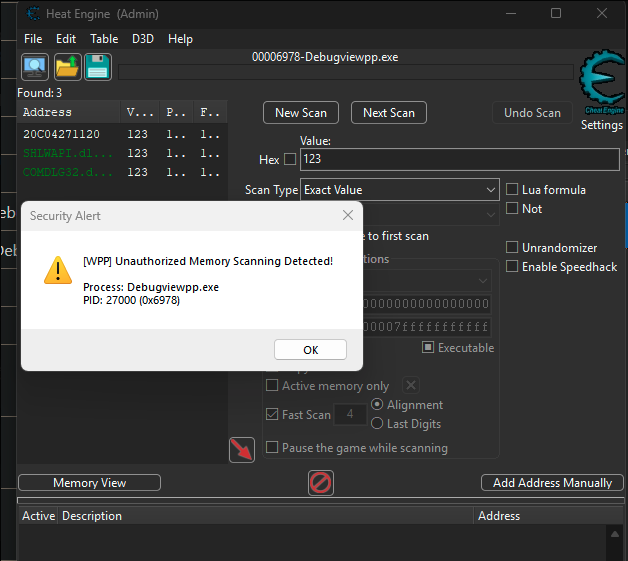 Heat Engine (Admin)
File Edit Table D3D Help
00006978-Debugviewpp.exe
Found: 3
Address V... P.. F..
20C04271120 123 1.. 1..
SHLWAPI.dl... 123 1.. 1..
COMDLG32.d... 123 1.. 1..
New Scan Next Scan Undo Scan
Cheat Engine
Settings
Value:
Hex 123
Scan Type Exact Value
Lua formula
Not
Unrandomizer
Enable Speedhack
Security Alert
[WPP] Unauthorized Memory Scanning Detected!
Process: Debugviewpp.exe
PID: 27000 (0x6978)
OK
e to first scan
tions
0000000000000000
00007fffffffffff
Executable
Active memory only
Fast Scan 4
Alignment
Last Digits
Pause the game while scanning
Memory View
Add Address Manually
Active Description Address